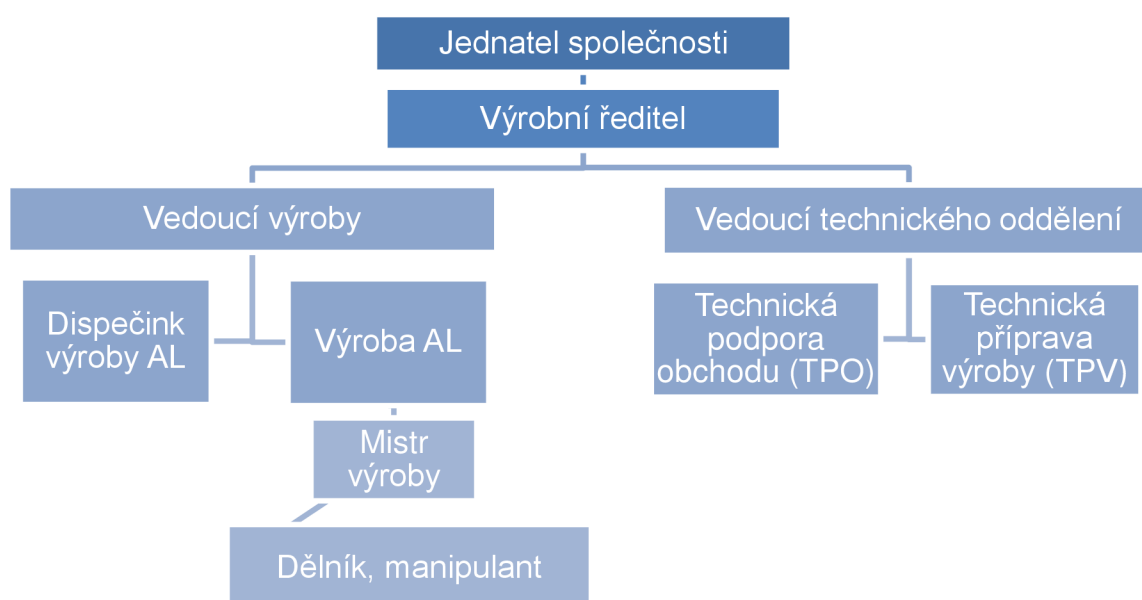 Jednatel společnosti
Výrobní ředitel
Vedoucí výroby
Vedoucí technického oddělení
Dispečink
výroby AL
Výroba AL
Technická
podpora
obchodu (TPO)
Technická
příprava
výroby (TPV)
Mistr
výroby
Dělník, manipulant